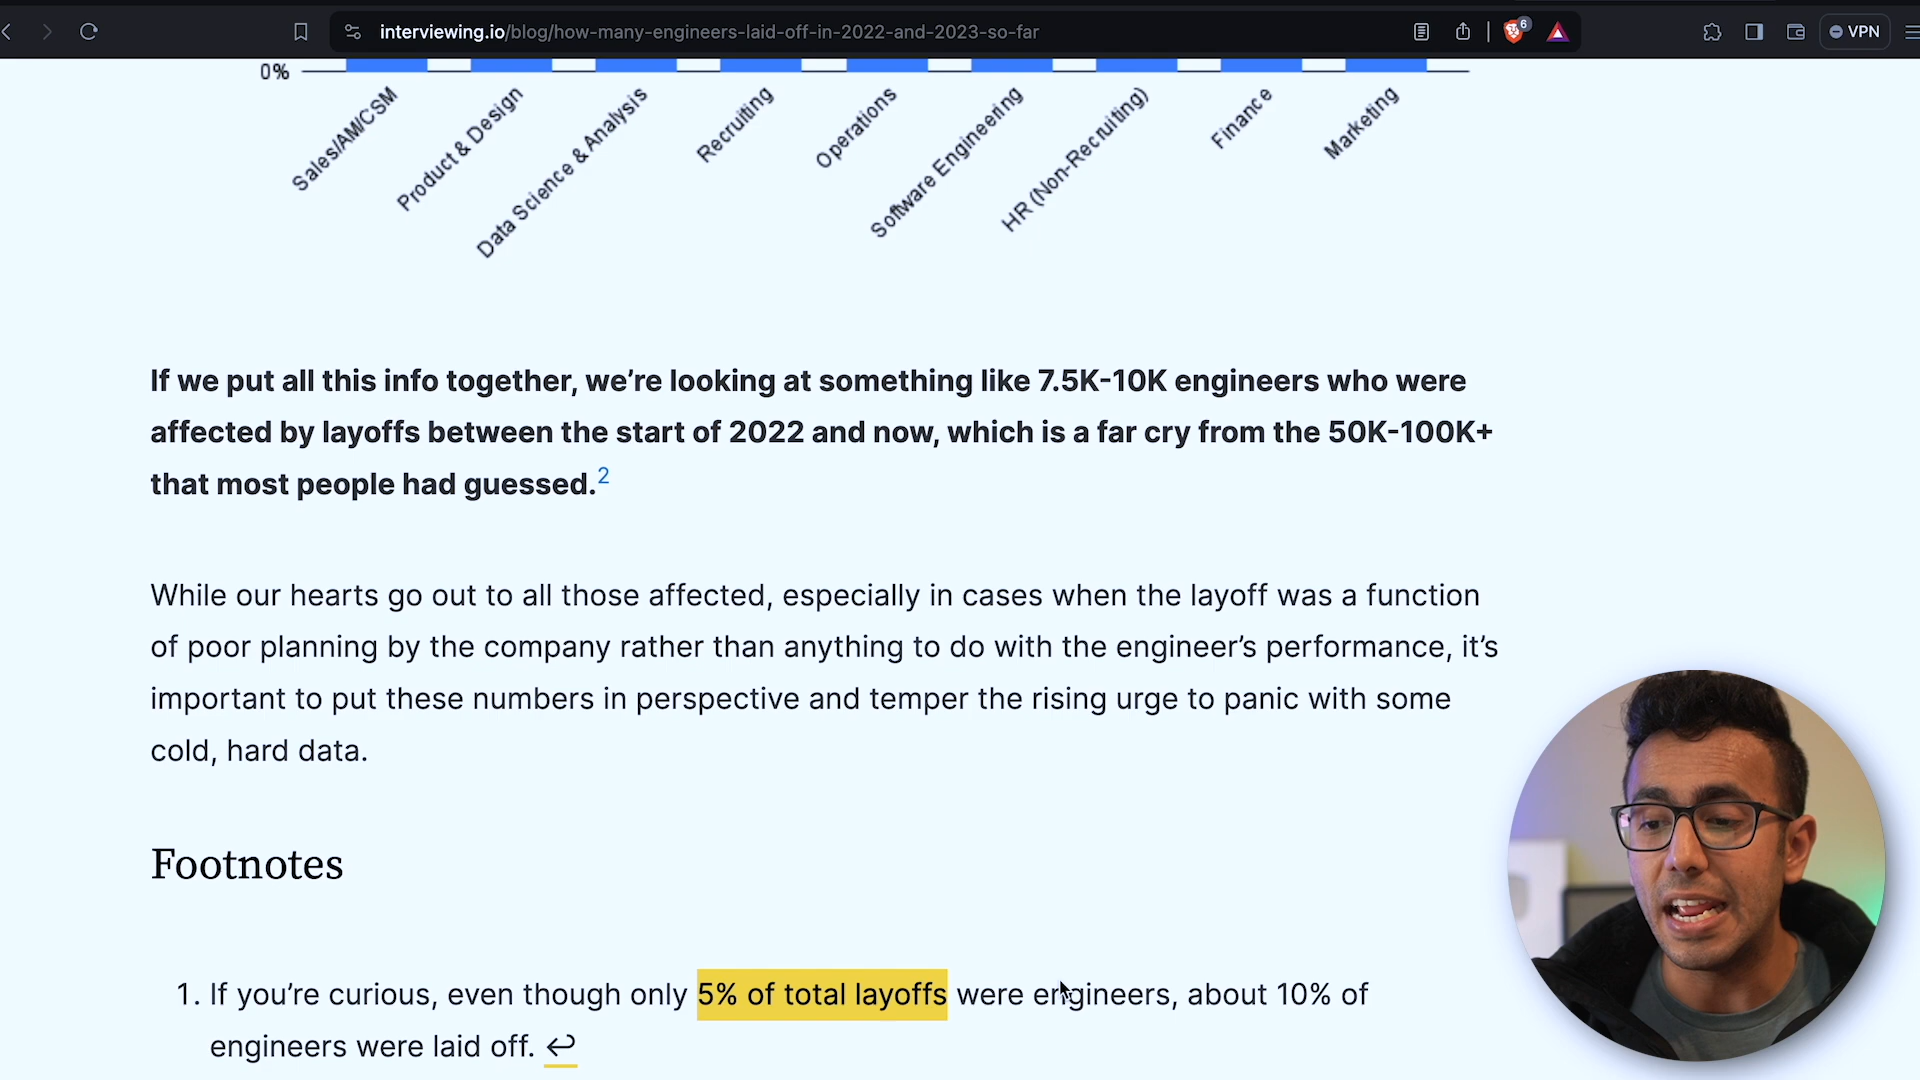 interviewing.io/blog/how-many-engineers-laid-off-in-2022-and-2023-so-far
6
VPN
0%
Sales/AM/CSM
Product & Design
Data Science & Analysis
Recruiting
Operations
Software Engineering
HR (Non-Recruiting)
Finance
Marketing
If we put all this info together, we’re looking at something like 7.5K-10K engineers who were
affected by layoffs between the start of 2022 and now, which is a far cry from the 50K-100K+
that most people had guessed.2
While our hearts go out to all those affected, especially in cases when the layoff was a function
of poor planning by the company rather than anything to do with the engineer’s performance, it’s
important to put these numbers in perspective and temper the rising urge to panic with some
cold, hard data.
Footnotes
1. If you’re curious, even though only 5% of total layoffs were engineers, about 10% of
engineers were laid off. ↩